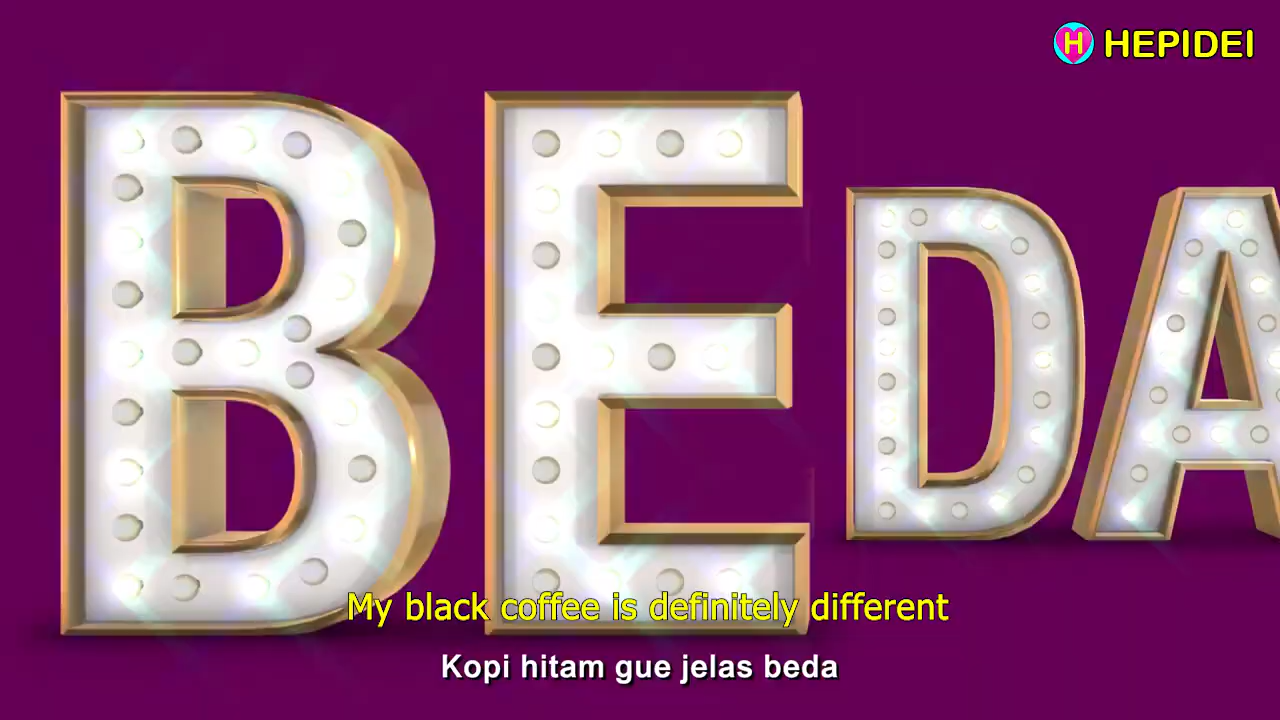 HEPIDEI
BEDA
My black coffee is definitely different
Kopi hitam gue jelas beda